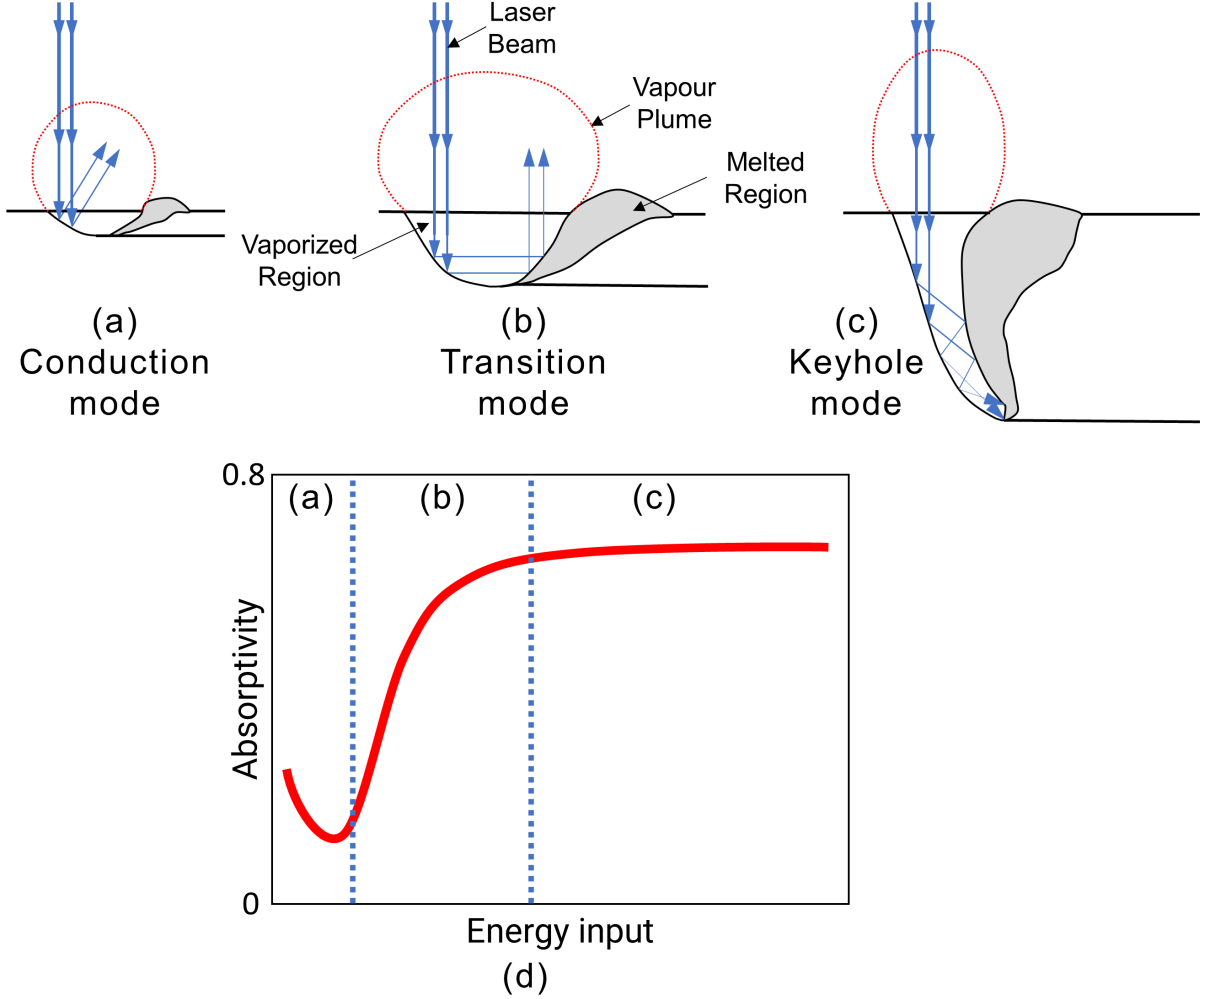 Laser
Beam
Vapour
Plume
Melted
Region
Vaporized
Region
(a)
Conduction
mode
(b)
Transition
mode
(c)
Keyhole
mode
0.8
(a)
(b)
(c)
Absorptivity
0
Energy input
(d)